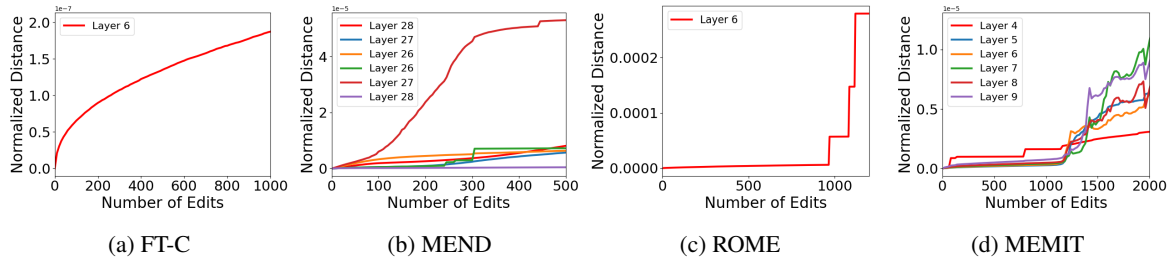 1e-7
2.0
1.5
1.0
0.5
0.0
Normalized Distance
Layer 6
0 200 400 600 800 1000
Number of Edits
(a) FT-C
1e-5
4
2
0
Normalized Distance
Layer 28
Layer 27
Layer 26
Layer 26
Layer 27
Layer 28
0 100 200 300 400 500
Number of Edits
(b) MEND
0.0002
0.0001
0.0000
Normalized Distance
Layer 6
0 500 1000
Number of Edits
(c) ROME
1e-5
1.0
0.5
0.0
Normalized Distance
Layer 4
Layer 5
Layer 6
Layer 7
Layer 8
Layer 9
0 500 1000 1500 2000
Number of Edits
(d) MEMIT